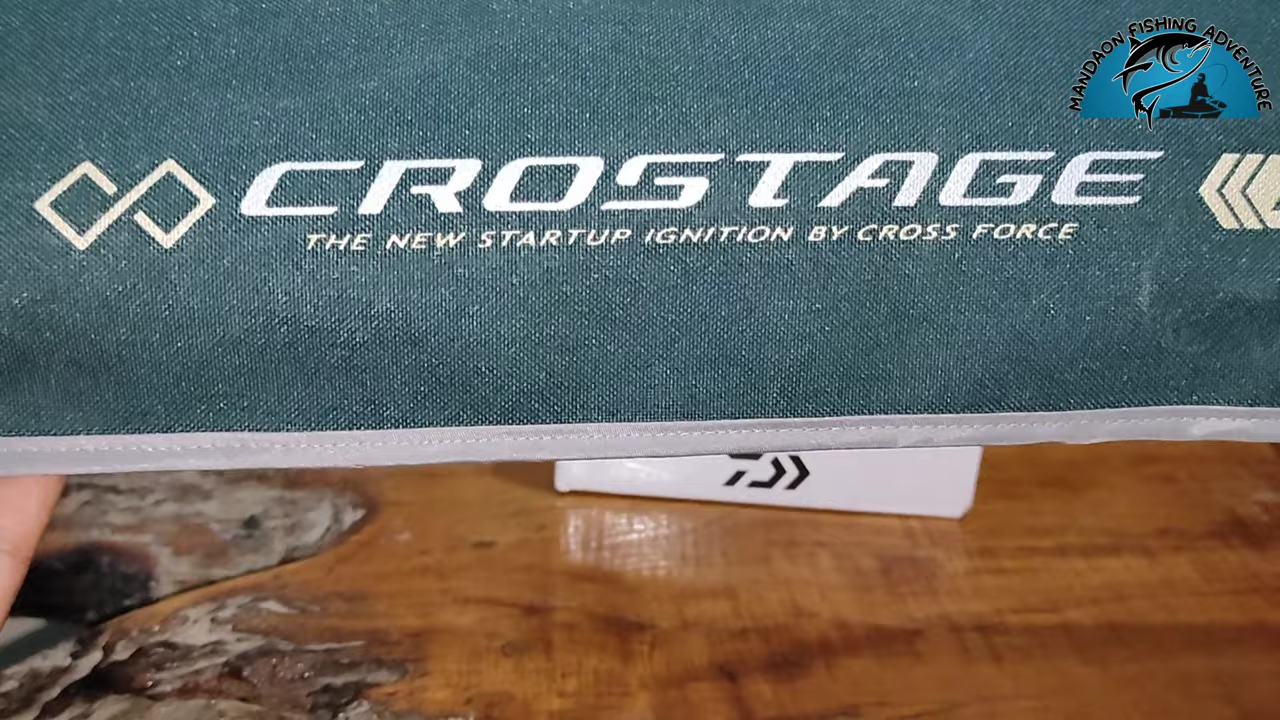 MANDAON FISHING ADVENTURE
CROSTAGE
THE NEW STARTUP IGNITION BY CROSS FORCE